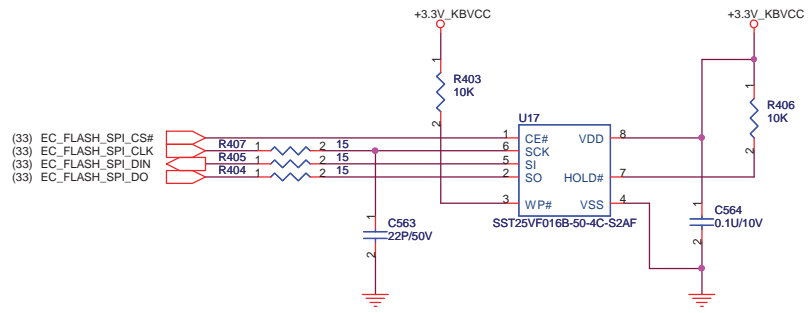 +3.3V_KBVCC
+3.3V_KBVCC
1
R403
10K
2
1
R406
10K
2
U17
(33) EC_FLASH_SPI_CS#
1 CE# VDD 8
(33) EC_FLASH_SPI_CLK R407 1 2 15
6 SCK
(33) EC_FLASH_SPI_DIN R405 1 2 15
5 SI
(33) EC_FLASH_SPI_DO R404 1 2 15
2 SO HOLD# 7
3 WP# VSS 4
SST25VF016B-50-4C-S2AF
1
C563
22P/50V
2
1
C564
0.1U/10V
2